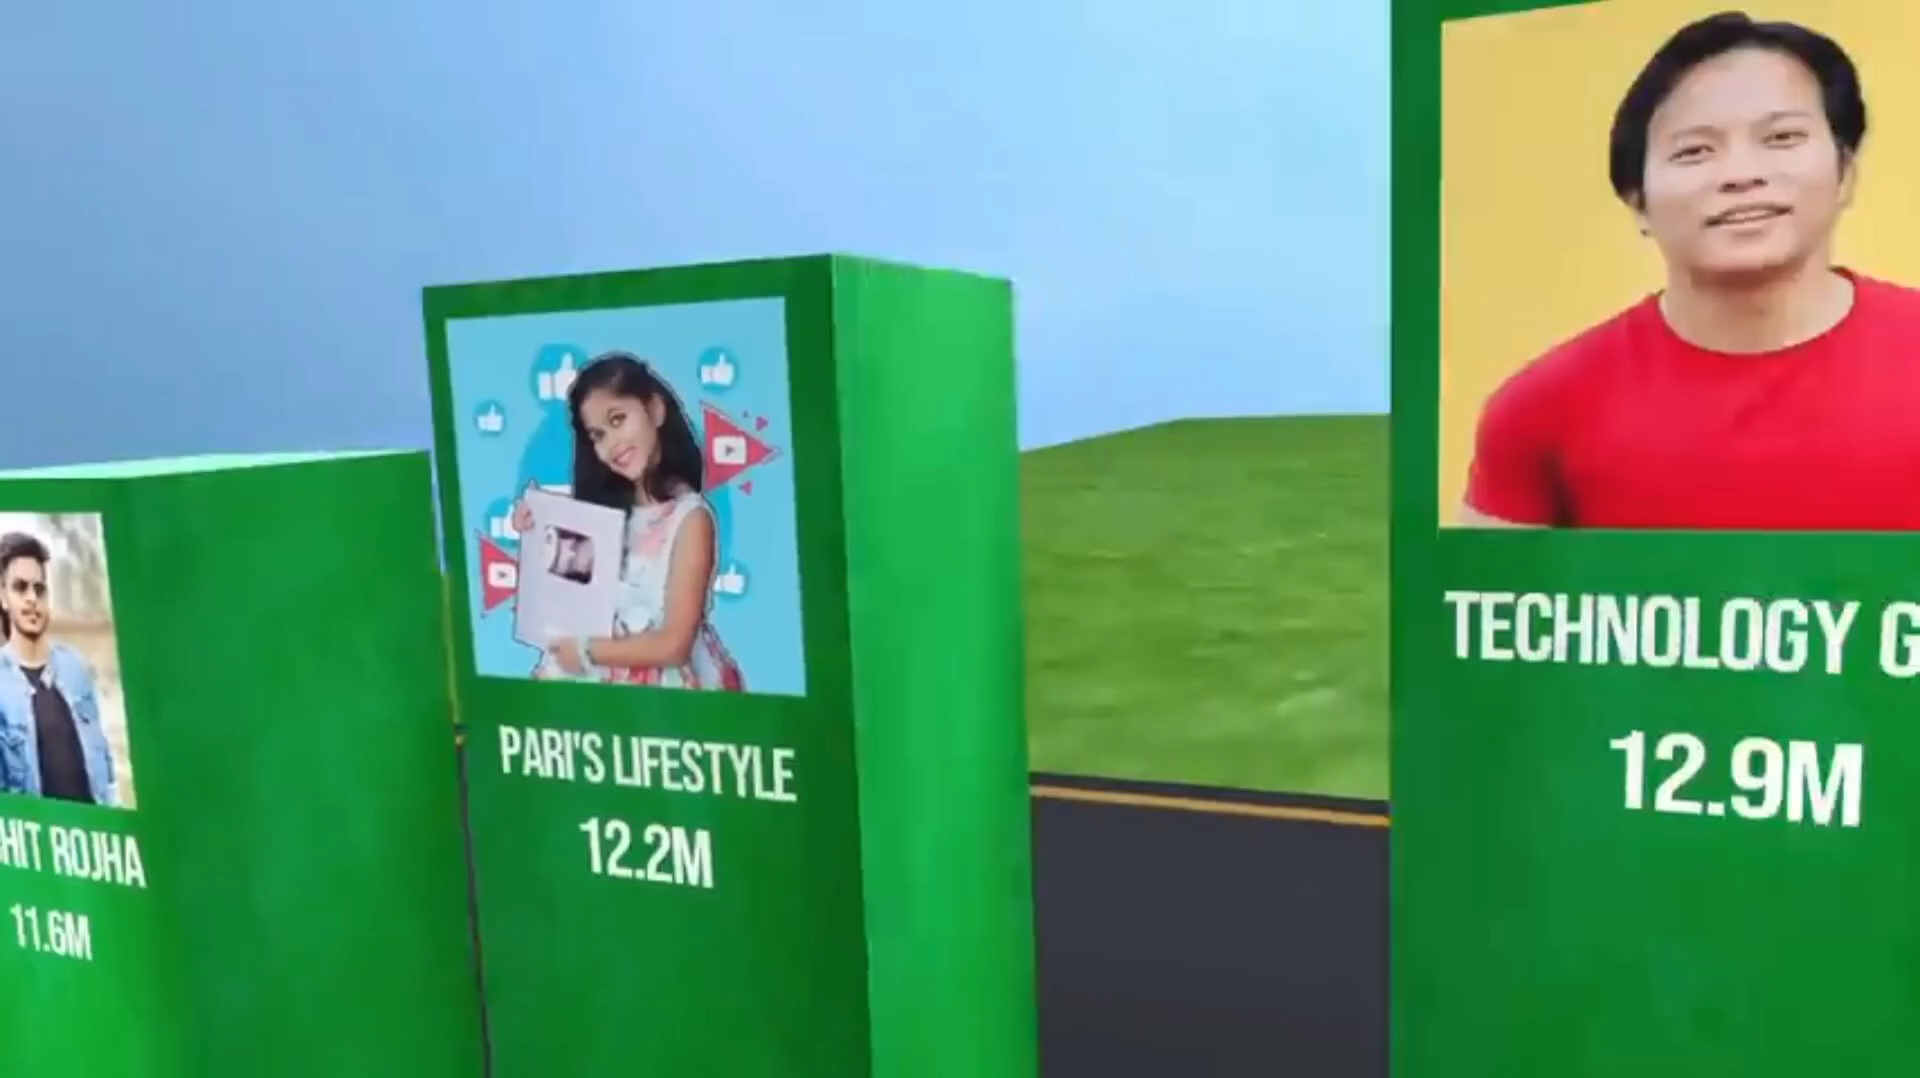 HIT ROJHA
11.6M
PARI'S LIFESTYLE
12.2M
TECHNOLOGY G
12.9M